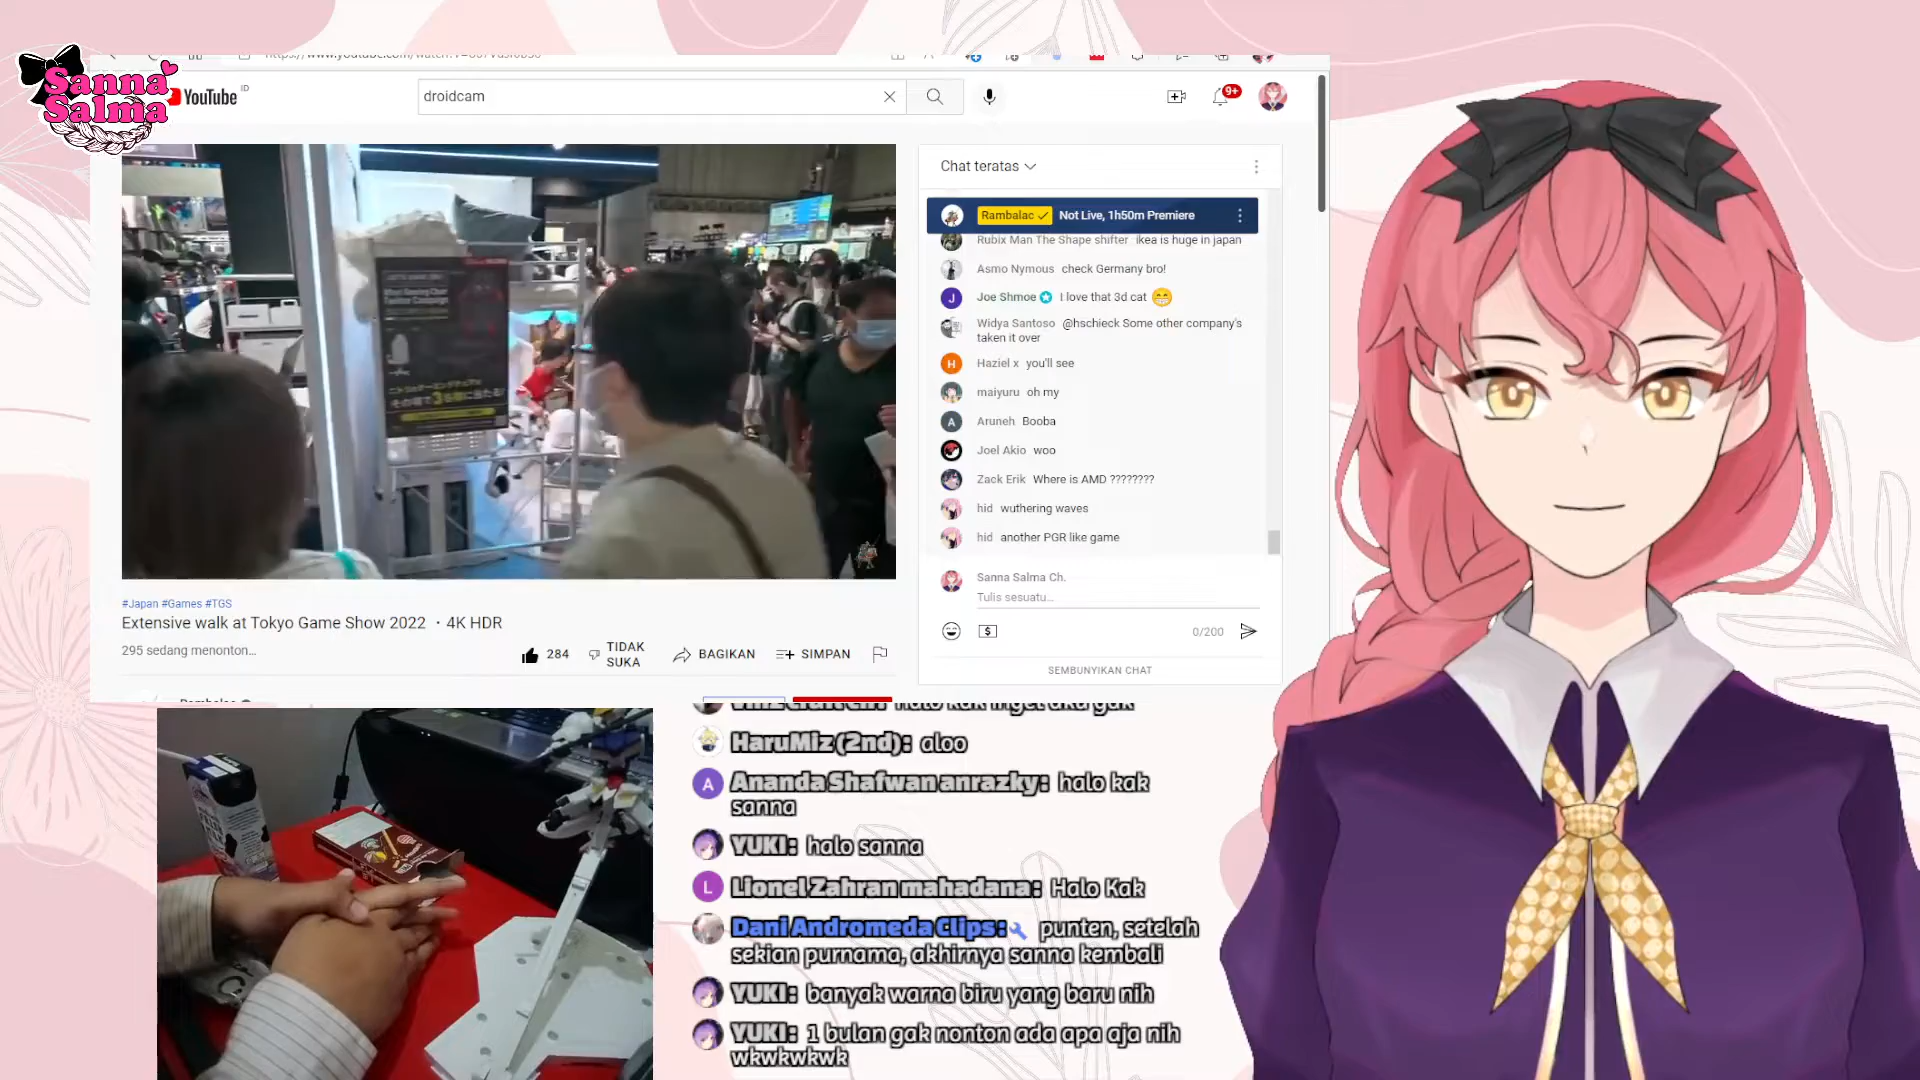 Sanna
Salma
YouTube ID
droidcam
9+
Chat teratas
Rambalac Not Live, 1h50m Premiere
Rubix Man The Shape shifter ikea is huge in japan
Asmo Nymous check Germany bro!
J Joe Shmoe I love that 3d cat 😁
Widya Santoso @hschieck Some other company's
taken it over
H Haziel x you'll see
maiyuru oh my
A Aruneh Booba
Joel Akio woo
Zack Erik Where is AMD ????????
hid wuthering waves
hid another PGR like game
Sanna Salma Ch.
Tulis sesuatu...
0/200
SEMBUNYIKAN CHAT
#Japan #Games #TGS
Extensive walk at Tokyo Game Show 2022 ・4K HDR
295 sedang menonton...
284
TIDAK
SUKA
BAGIKAN
SIMPAN
halo kak inget aku gak
HaruMiz (2nd): aloo
A Ananda Shafwan anrazky: halo kak
sanna
YUKI: halo sanna
L Lionel Zahran mahadana: Halo Kak
Dani Andromeda Clips: punten, setelah
sekian purnama, akhirnya sanna kembali
YUKI: banyak warna biru yang baru nih
YUKI: 1 bulan gak nonton ada apa aja nih
wkwkwkwk